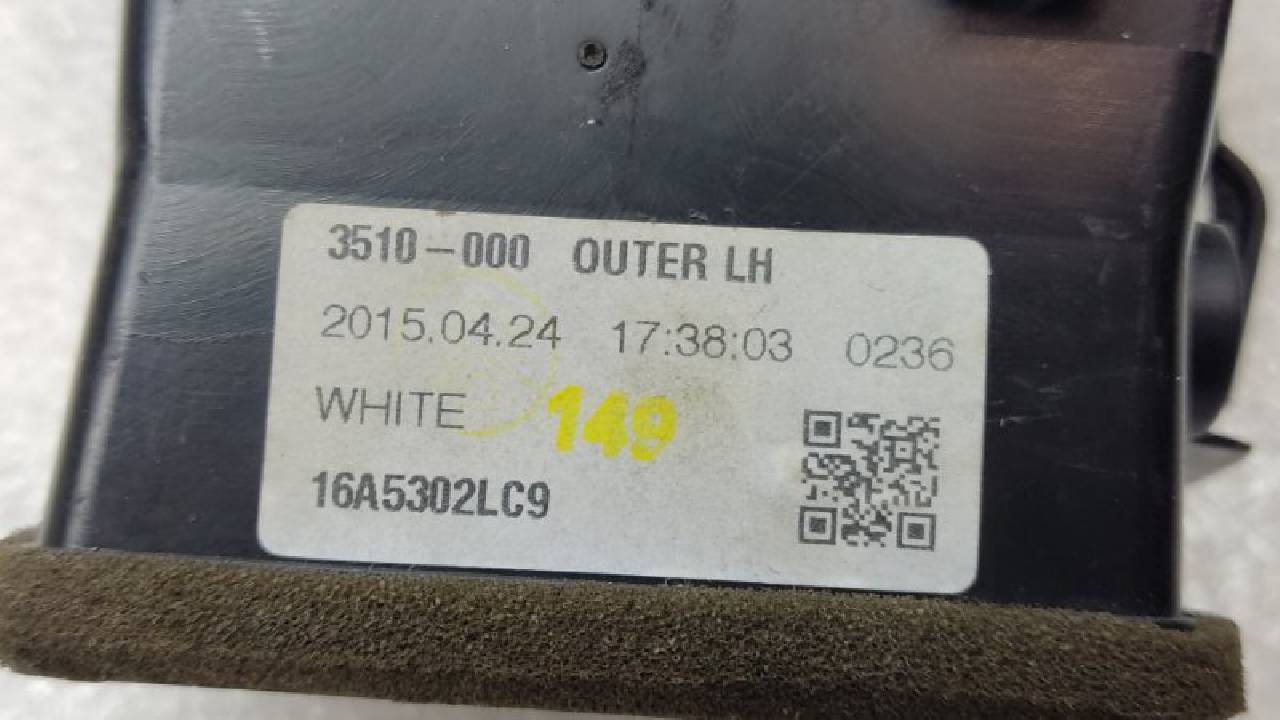 3510-000 OUTER LH
2015.04.24 17:38:03 0236
WHITE 149
16A5302LC9